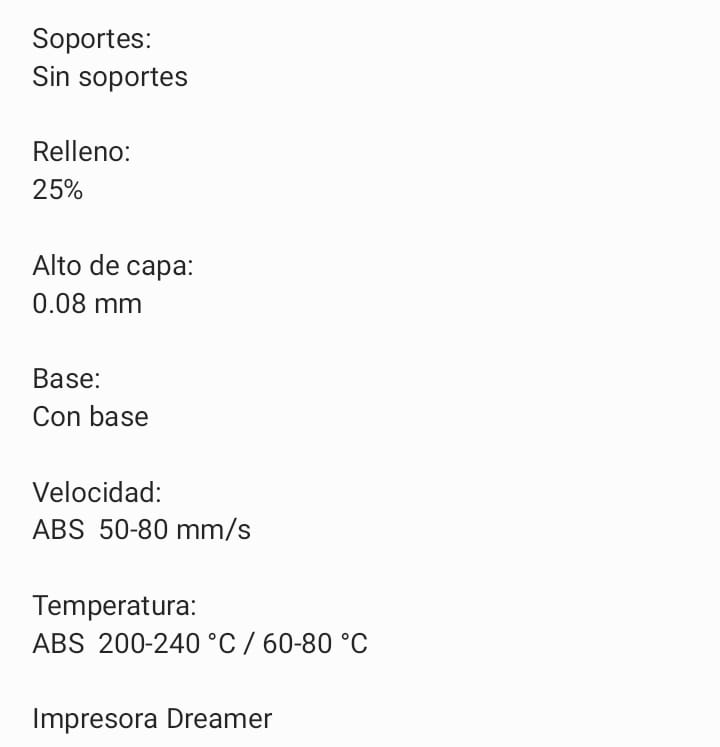 Soportes:
Sin soportes
Relleno:
25%
Alto de capa:
0.08 mm
Base:
Con base
Velocidad:
ABS  50-80 mm/s
Temperatura:
ABS  200-240 °C / 60-80 °C
Impresora Dreamer